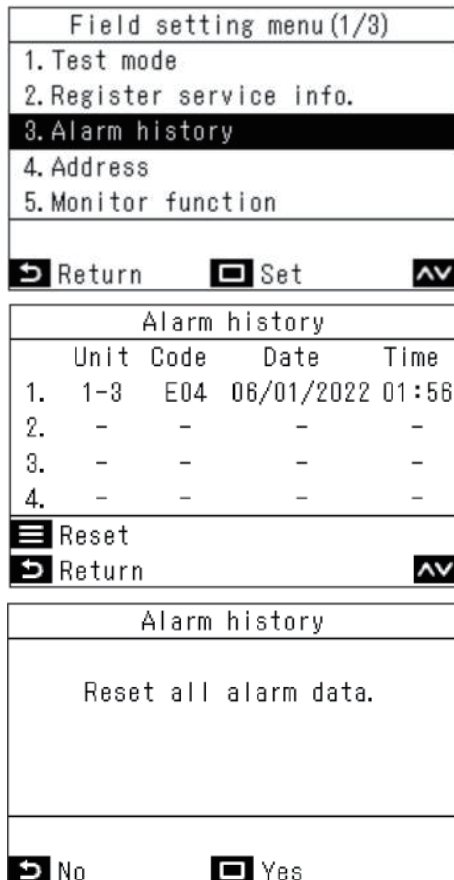 Field setting menu(1/3)
1.Test mode
2.Register service info.
3.Alarm history
4.Address
5.Monitor function
Return Set
Alarm history
Unit Code Date Time
1. 1-3 E04 06/01/2022 01:56
2. - - - -
3. - - - -
4. - - - -
Reset
Return
Alarm history
Reset all alarm data.
No Yes